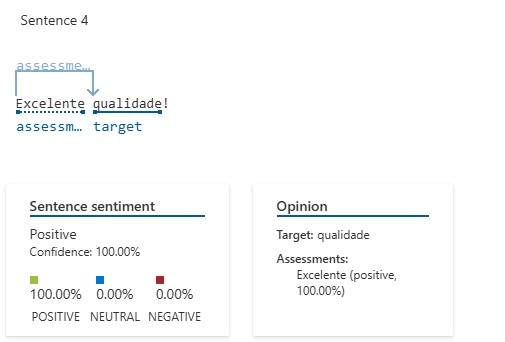 Sentence 4
assessme…
Excelente qualidade!
assessm… target
Sentence sentiment
Positive
Confidence: 100.00%
100.00% 0.00% 0.00%
POSITIVE NEUTRAL NEGATIVE
Opinion
Target: qualidade
Assessments:
Excelente (positive,
100.00%)